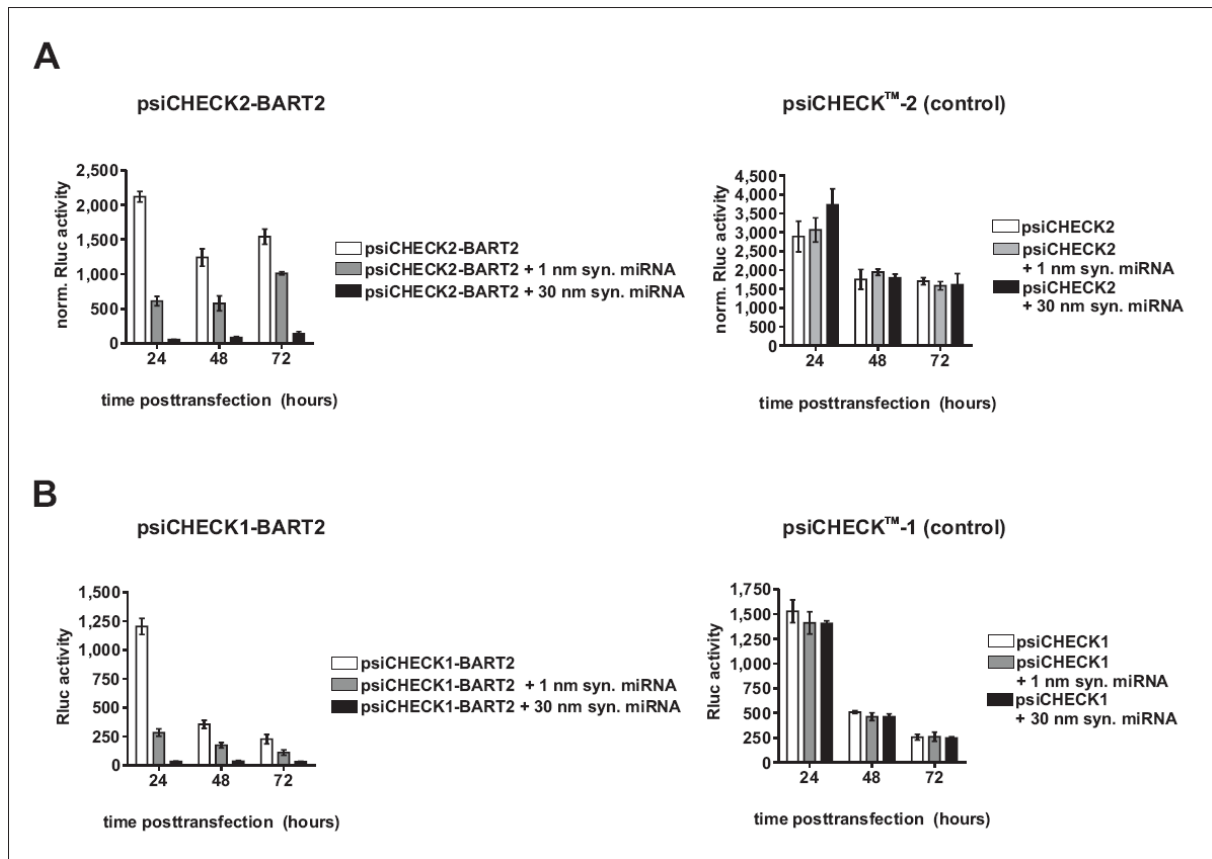 A
psiCHECK2-BART2
norm. Rluc activity
2,500
2,000
1,500
1,000
500
0
24 48 72
time posttransfection (hours)
psiCHECK2-BART2
psiCHECK2-BART2 + 1 nm syn. miRNA
psiCHECK2-BART2 + 30 nm syn. miRNA
psiCHECK™-2 (control)
norm. Rluc activity
4,500
4,000
3,500
3,000
2,500
2,000
1,500
1,000
500
0
24 48 72
time posttransfection (hours)
psiCHECK2
psiCHECK2
+ 1 nm syn. miRNA
psiCHECK2
+ 30 nm syn. miRNA
B
psiCHECK1-BART2
Rluc activity
1,500
1,250
1,000
750
500
250
0
24 48 72
time posttransfection (hours)
psiCHECK1-BART2
psiCHECK1-BART2 + 1 nm syn. miRNA
psiCHECK1-BART2 + 30 nm syn. miRNA
psiCHECK™-1 (control)
Rluc activity
1,750
1,500
1,250
1,000
750
500
250
0
24 48 72
time posttransfection (hours)
psiCHECK1
psiCHECK1
+ 1 nm syn. miRNA
psiCHECK1
+ 30 nm syn. miRNA